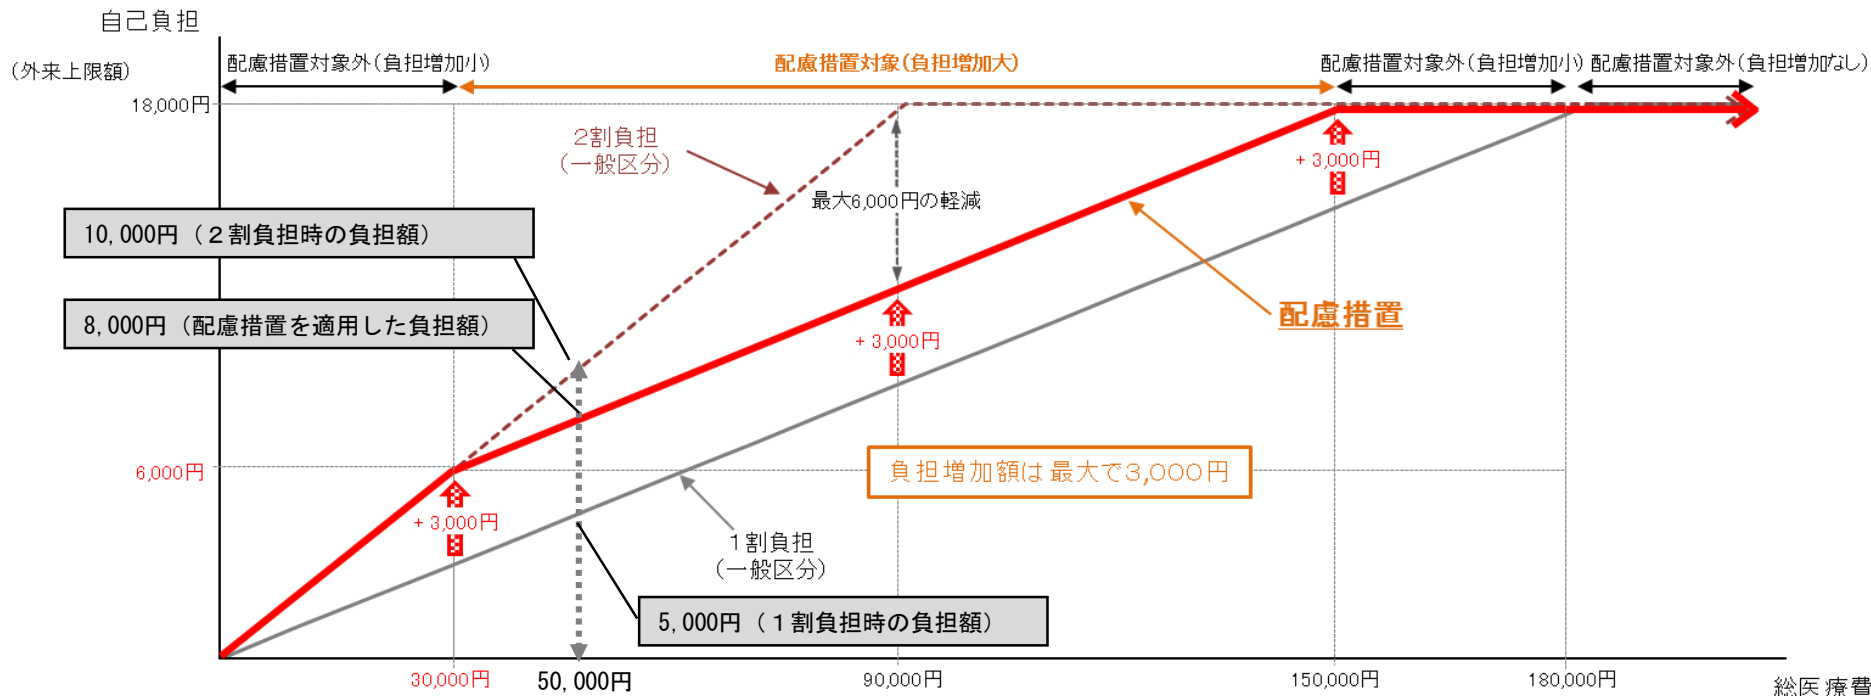 自己負担
(外来上限額)
配慮措置対象外(負担増加小)
配慮措置対象(負担増加大)
配慮措置対象外(負担増加小)
配慮措置対象外(負担増加なし)
18,000円
2割負担
(一般区分)
+3,000円
最大6,000円の軽減
10,000円(2割負担時の負担額)
8,000円(配慮措置を適用した負担額)
配慮措置
+3,000円
6,000円
負担増加額は最大で3,000円
+3,000円
1割負担
(一般区分)
5,000円(1割負担時の負担額)
30,000円
50,000円
90,000円
150,000円
180,000円
総医療費